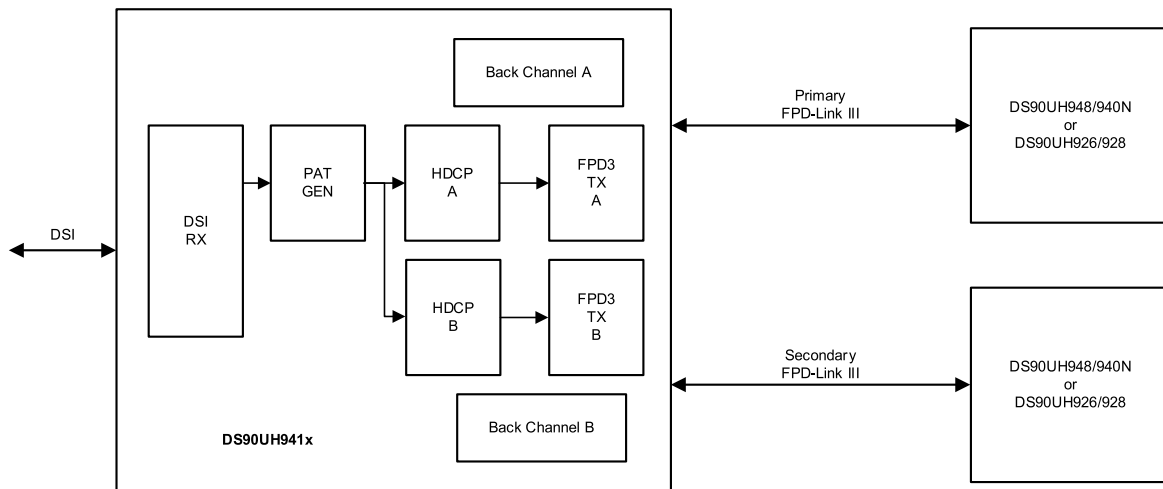 Back Channel A
Primary
FPD-Link III
DS90UH948/940N
or
DS90UH926/928
DSI
DSI
RX
PAT
GEN
HDCP
A
FPD3
TX
A
HDCP
B
FPD3
TX
B
Secondary
FPD-Link III
DS90UH948/940N
or
DS90UH926/928
Back Channel B
DS90UH941x